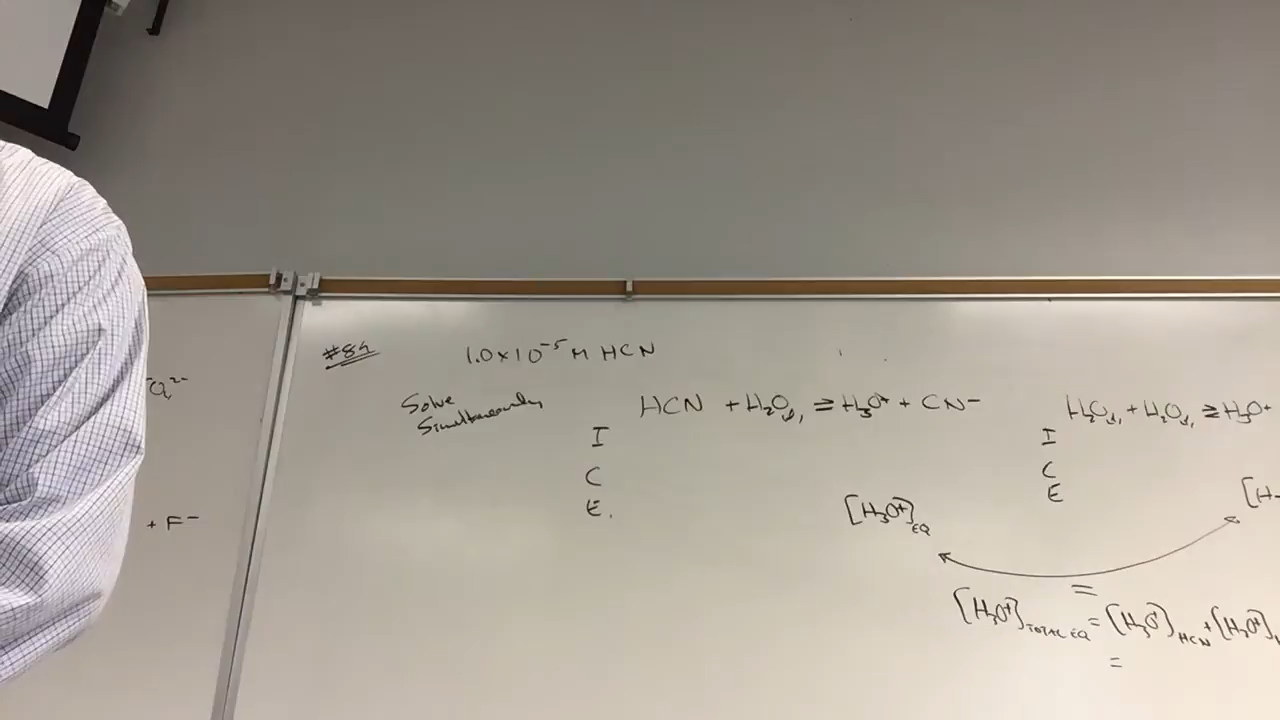 #84
1.0×10⁻⁵ M HCN
Solve
Simultaneously
HCN + H₂O₍l₎ ⇌ H₃O⁺ + CN⁻
H₂O₍l₎ + H₂O₍l₎ ⇌ H₃O⁺
I
C
E
I
C
E
[H₃O⁺]EQ
[H
=
[H₃O⁺]TOTAL EQ = [H₃O⁺]HCN + [H₃O⁺]
=
+ F⁻